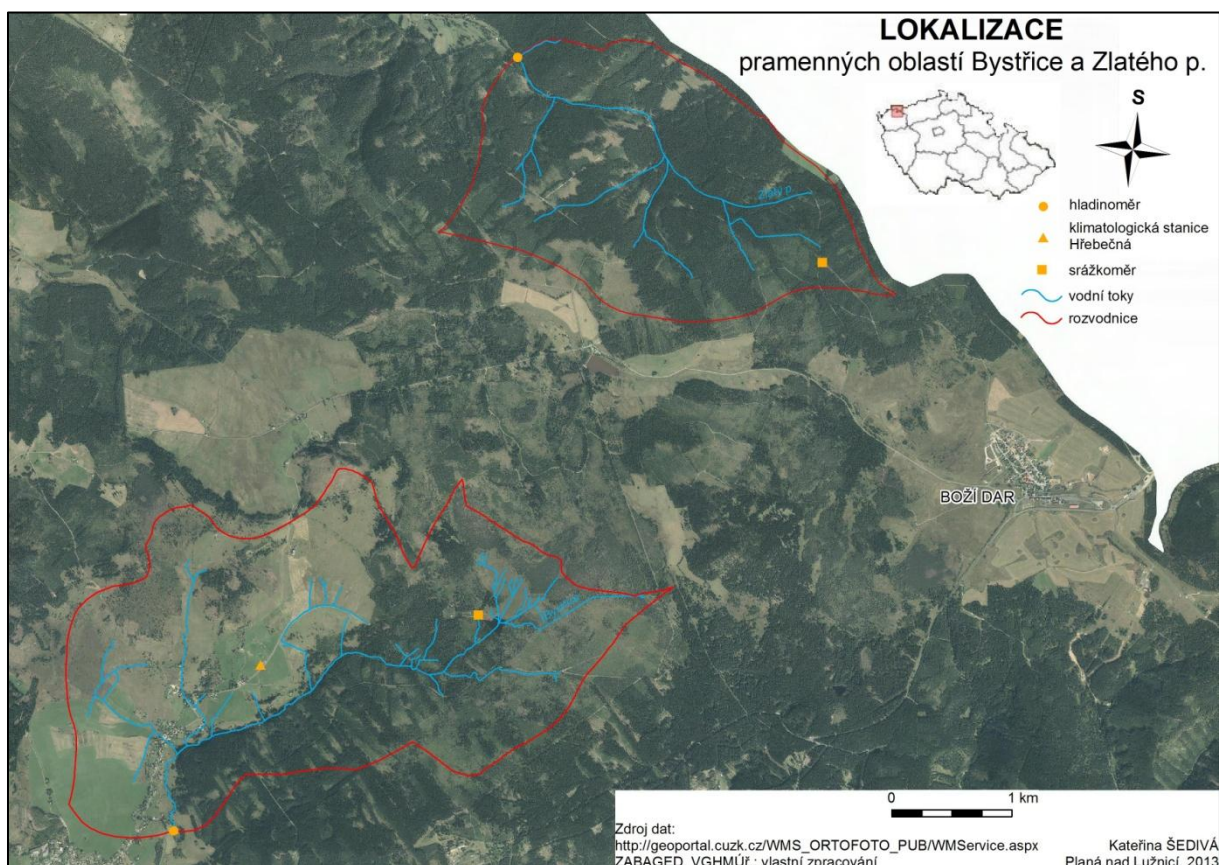 LOKALIZACE
pramenných oblastí Bystřice a Zlatého p.
S
hladinoměr
klimatologická stanice
Hřebečná
srážkoměr
vodní toky
rozvodnice
Zlatý p.
BOŽÍ DAR
Bystřice
0 1 km
Zdroj dat:
http://geoportal.cuzk.cz/WMS_ORTOFOTO_PUB/WMService.aspx
ZABAGED, VGHMÚř.; vlastní zpracování
Kateřina ŠEDIVÁ
Planá nad Lužnicí, 2013